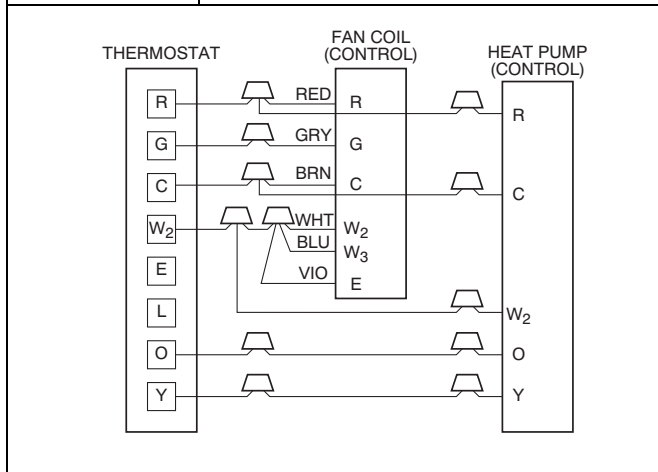 THERMOSTAT
FAN COIL
(CONTROL)
HEAT PUMP
(CONTROL)
R
G
C
W2
E
L
O
Y
RED
GRY
BRN
WHT
BLU
VIO
R
G
C
W2
W3
E
R
C
W2
O
Y